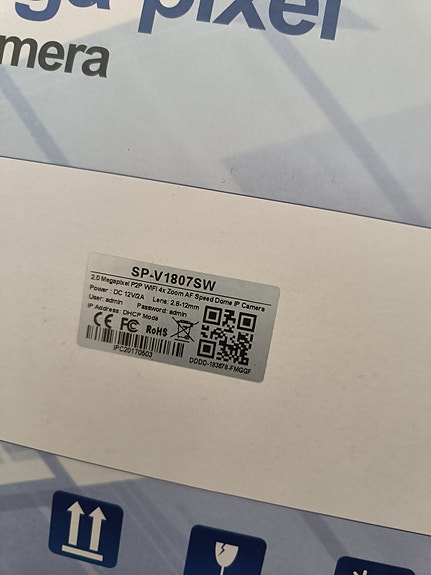 ga pixel
mera
SP-V1807SW
2.0 Megapixel P2P WIFI 4x Zoom AF Speed Dome IP Camera
Power : DC 12V/2A Lens: 2.8-12mm
User: admin Password: admin
IP Address: DHCP Mode
CE FC RoHS
IPC20170503
DDDD-183879-FMGGF